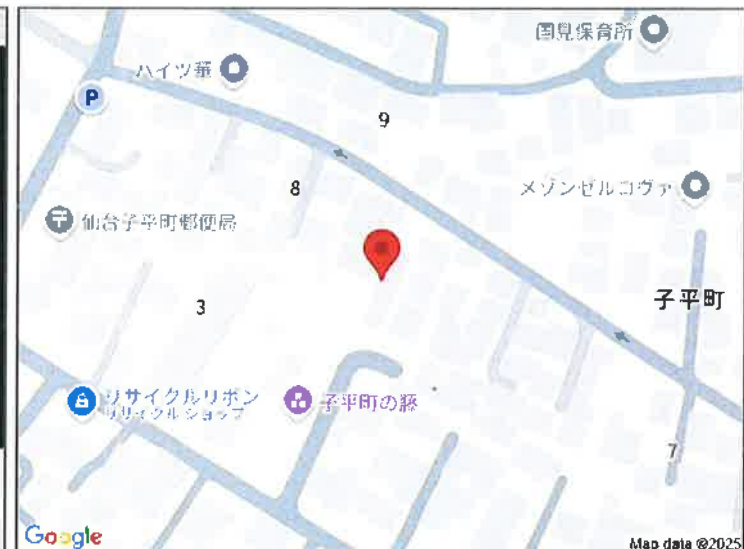 国見保育所
ハイツ華
P
9
8
メゾンゼルコヴァ
仙台子平町郵便局
子平町
3
リサイクルリボン
リサイクルショップ
子平町の藤
7
Google
Map data ©2025